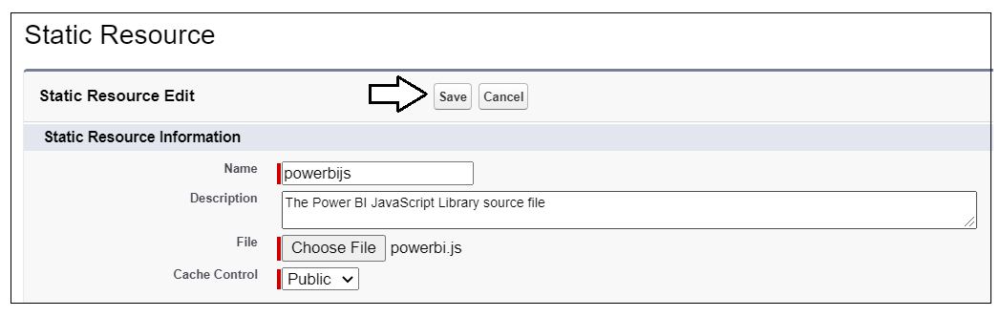 Static Resource
Static Resource Edit Save Cancel
Static Resource Information
Name powerbijs
Description The Power BI JavaScript Library source file
File Choose File powerbi.js
Cache Control Public